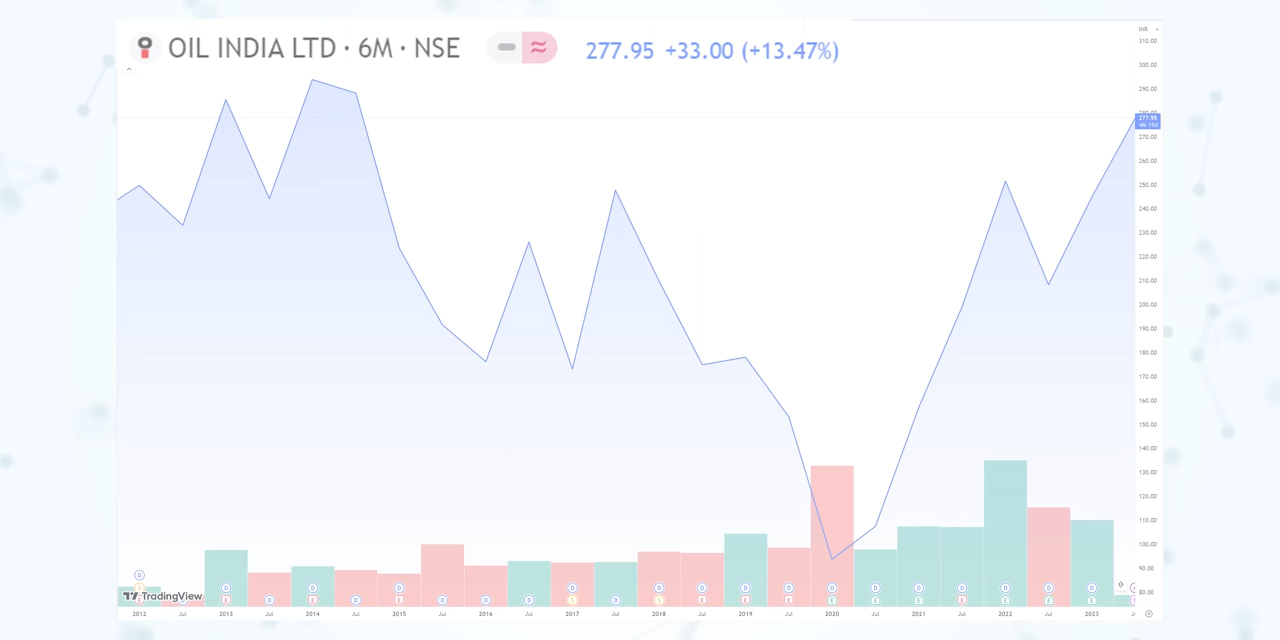 OIL INDIA LTD · 6M · NSE
277.95 +33.00 (+13.47%)
INR
310.00
300.00
290.00
280.00
277.95
4M 19d
270.00
260.00
250.00
240.00
230.00
220.00
210.00
200.00
190.00
180.00
170.00
160.00
150.00
140.00
130.00
120.00
110.00
100.00
90.00
80.00
D
D D D D D D D D D D D D D D D
E E E E E E E E E E E E
TradingView
2012 Jul 2013 Jul 2014 Jul 2015 Jul 2016 Jul 2017 Jul 2018 Jul 2019 Jul 2020 Jul 2021 Jul 2022 Jul 2023